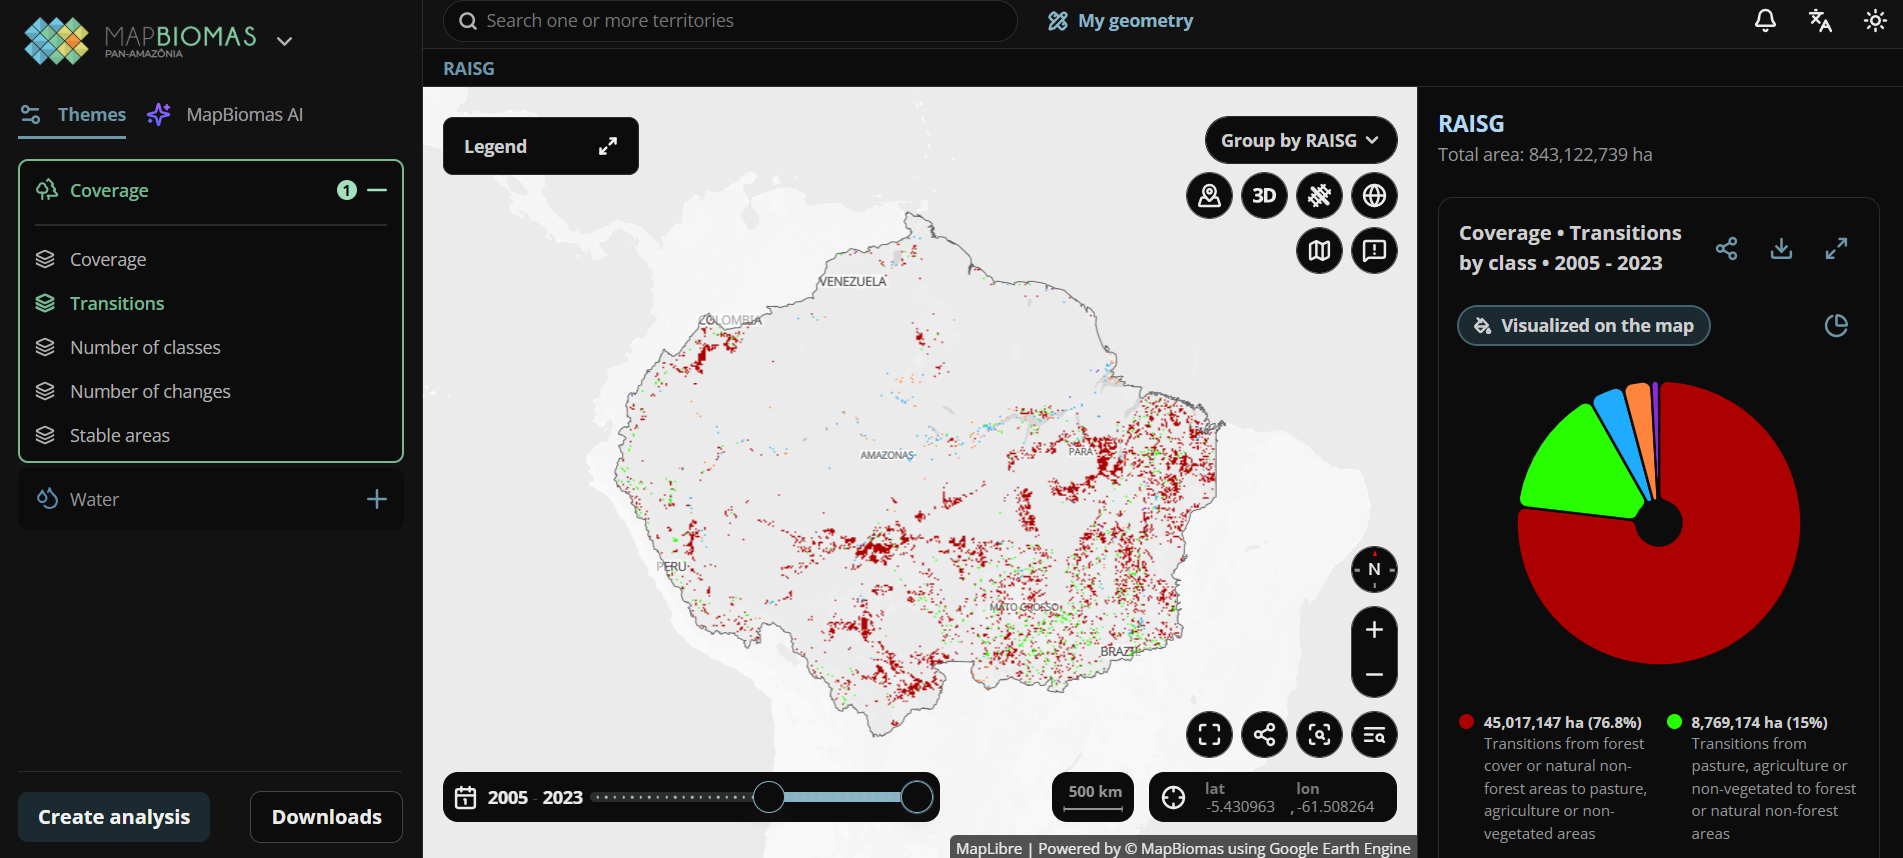 MAPBIOMAS
PAN-AMAZÔNIA
Search one or more territories
My geometry
RAISG
Themes
MapBiomas AI
Coverage
1
Coverage
Transitions
Number of classes
Number of changes
Stable areas
Water
Create analysis
Downloads
Legend
Group by RAISG
3D
VENEZUELA
COLOMBIA
AMAZONAS
PARÁ
PERU
MATO GROSSO
BRAZIL
N
2005 - 2023
500 km
lat
-5.430963
lon
, -61.508264
MapLibre | Powered by © MapBiomas using Google Earth Engine
RAISG
Total area: 843,122,739 ha
Coverage • Transitions
by class • 2005 - 2023
Visualized on the map
45,017,147 ha (76.8%)
Transitions from forest
cover or natural non-
forest areas to pasture,
agriculture or non-
vegetated areas
8,769,174 ha (15%)
Transitions from
pasture, agriculture or
non-vegetated to forest
or natural non-forest
areas